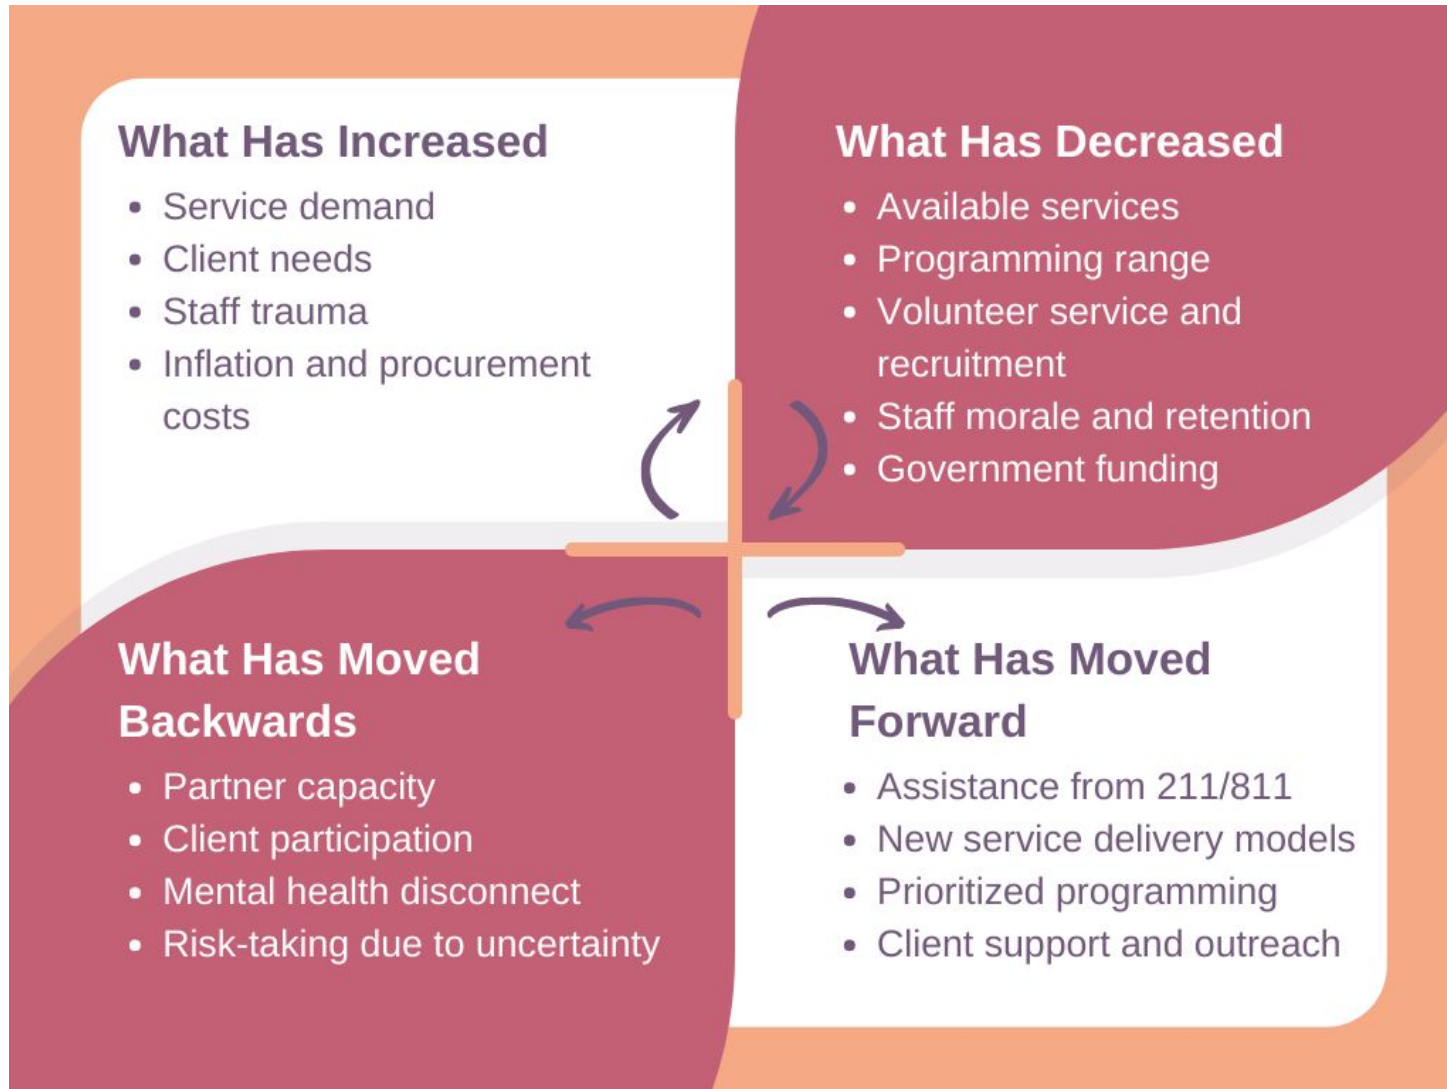 What Has Increased
• Service demand
• Client needs
• Staff trauma
• Inflation and procurement
costs
What Has Decreased
• Available services
• Programming range
• Volunteer service and
recruitment
• Staff morale and retention
• Government funding
What Has Moved
Backwards
• Partner capacity
• Client participation
• Mental health disconnect
• Risk-taking due to uncertainty
What Has Moved
Forward
• Assistance from 211/811
• New service delivery models
• Prioritized programming
• Client support and outreach